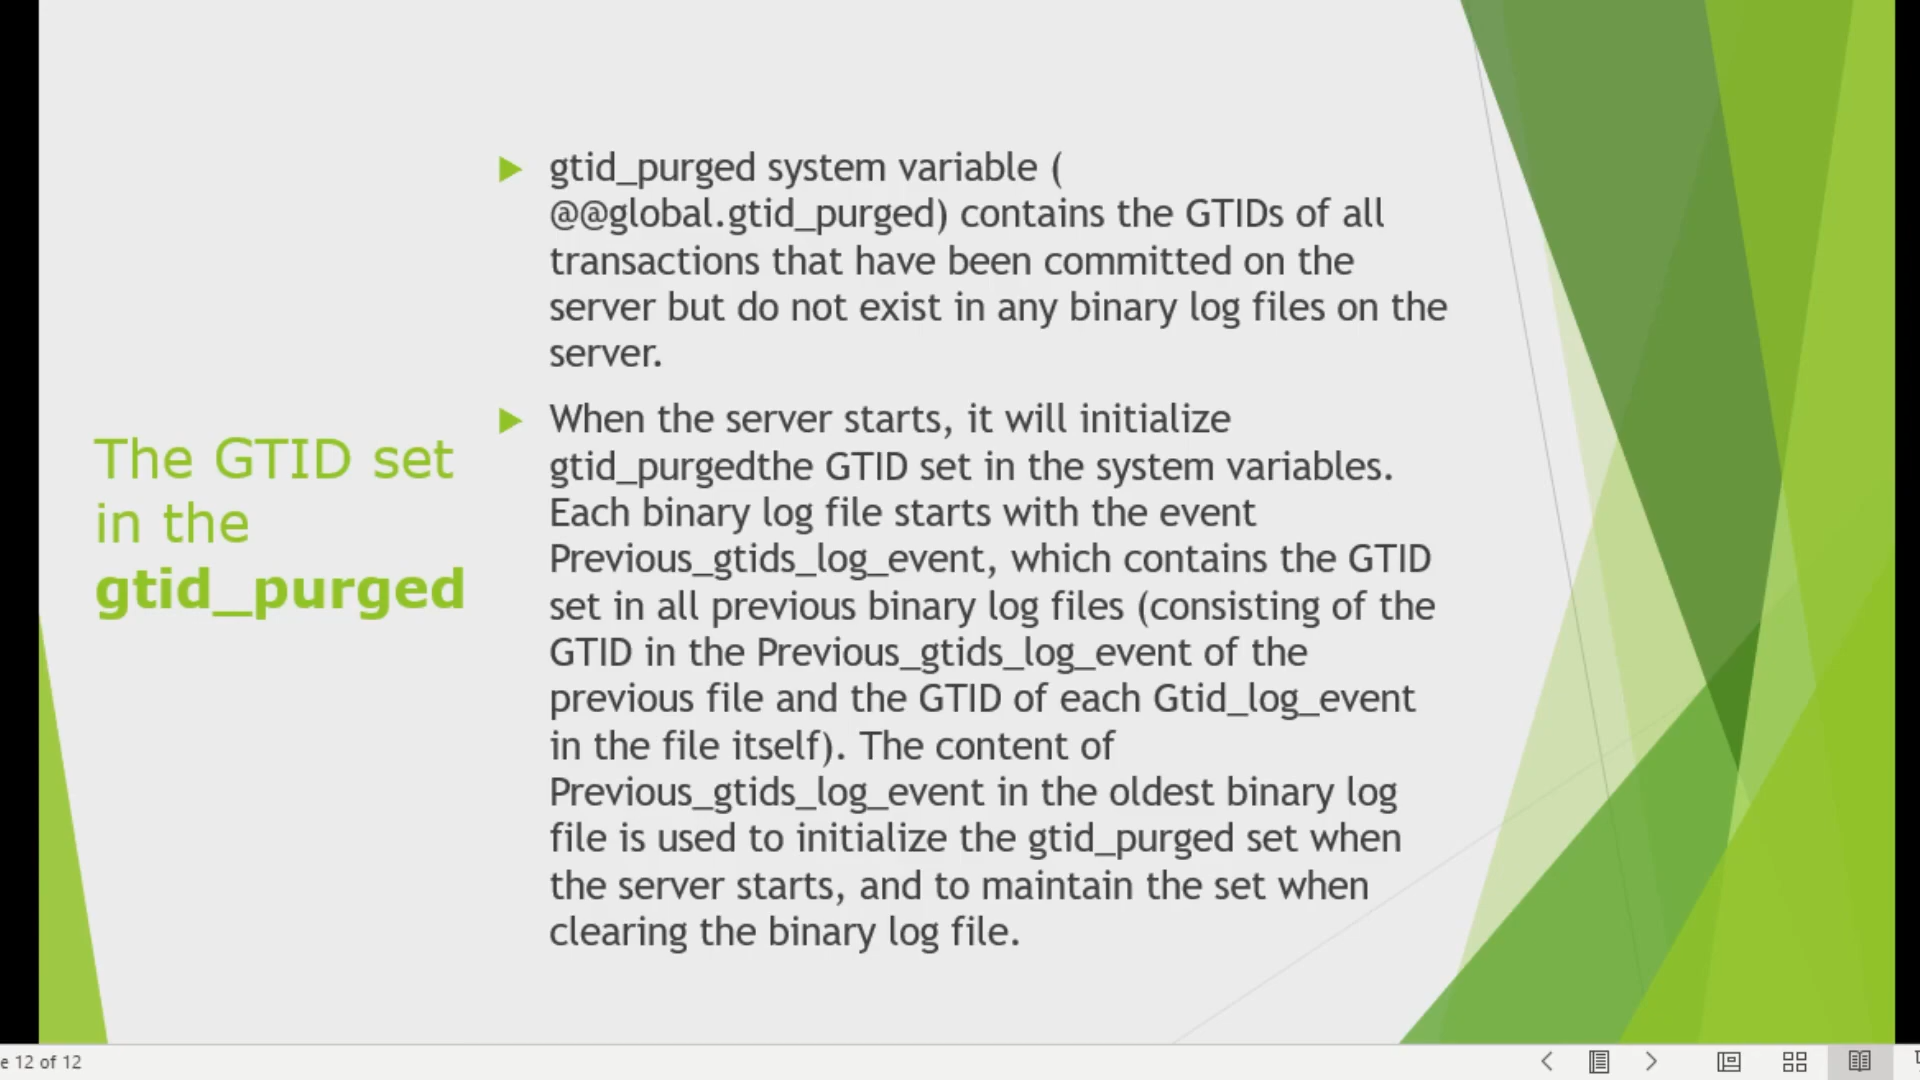 The GTID set
in the
gtid_purged
gtid_purged system variable (
@@global.gtid_purged) contains the GTIDs of all
transactions that have been committed on the
server but do not exist in any binary log files on the
server.
When the server starts, it will initialize
gtid_purgedthe GTID set in the system variables.
Each binary log file starts with the event
Previous_gtids_log_event, which contains the GTID
set in all previous binary log files (consisting of the
GTID in the Previous_gtids_log_event of the
previous file and the GTID of each Gtid_log_event
in the file itself). The content of
Previous_gtids_log_event in the oldest binary log
file is used to initialize the gtid_purged set when
the server starts, and to maintain the set when
clearing the binary log file.
e 12 of 12